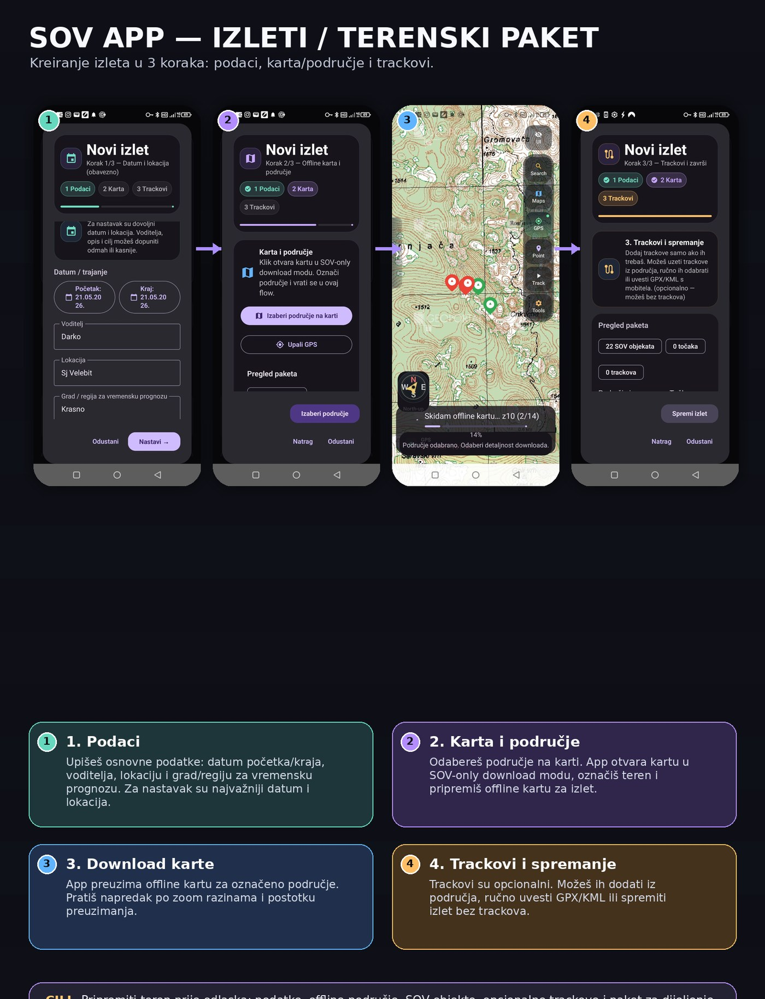 SOV APP — IZLETI / TERENSKI PAKET
Kreiranje izleta u 3 koraka: podaci, karta/područje i trackovi.
1
Novi izlet
Korak 1/3 — Datum i lokacija
(obavezno)
1 Podaci
2 Karta
3 Trackovi
Za nastavak su dovoljni
datum i lokacija. Voditelja,
opis i cilj možeš dopuniti
odmah ili kasnije.
Datum / trajanje
Početak:
21.05.20
26.
Kraj:
21.05.20
26.
Voditelj
Darko
Lokacija
Sj Velebit
Grad / regija za vremensku prognozu
Krasno
Odustani
Nastavi →
2
Novi izlet
Korak 2/3 — Offline karta i
područje
1 Podaci
2 Karta
3 Trackovi
Karta i područje
Klik otvara kartu u SOV-only
download modu. Označi
područje i vrati se u ovaj
flow.
Izaberi područje na karti
Upali GPS
Pregled paketa
Izaberi područje
Natrag
Odustani
3
Gromovača
1676
UI
Search
1514
Maps
GPS
njača
1537
Point
Track
1512
Tools
Crikvena
1641
1509
N
W E
S
North-up
Skidam offline kartu... z10 (2/14)
14%
GPS
Područje odabrano. Odaberi detaljnost downloada.
4
Novi izlet
Korak 3/3 — Trackovi i završi
1 Podaci
2 Karta
3 Trackovi
3. Trackovi i spremanje
Dodaj trackove samo ako ih
trebaš. Možeš uzeti trackove
iz područja, ručno ih odabrati
ili uvesti GPX/KML s
mobitela. (opcionalno —
možeš bez trackova)
Pregled paketa
22 SOV objekata
0 točaka
0 trackova
Spremi izlet
Natrag
Odustani
1
1. Podaci
Upišeš osnovne podatke: datum početka/kraja,
voditelja, lokaciju i grad/regiju za vremensku
prognozu. Za nastavak su najvažniji datum i
lokacija.
2
2. Karta i područje
Odabereš područje na karti. App otvara kartu u
SOV-only download modu, označiš teren i
pripremiš offline kartu za izlet.
3
3. Download karte
App preuzima offline kartu za označeno područje.
Pratiš napredak po zoom razinama i postotku
preuzimanja.
4
4. Trackovi i spremanje
Trackovi su opcionalni. Možeš ih dodati iz
područja, ručno uvesti GPX/KML ili spremiti
izlet bez trackova.
CILJ Pripremiti teren prije odlaska: podatke, offline područje, SOV objekte, opcionalne trackove i paket za dijeljenje